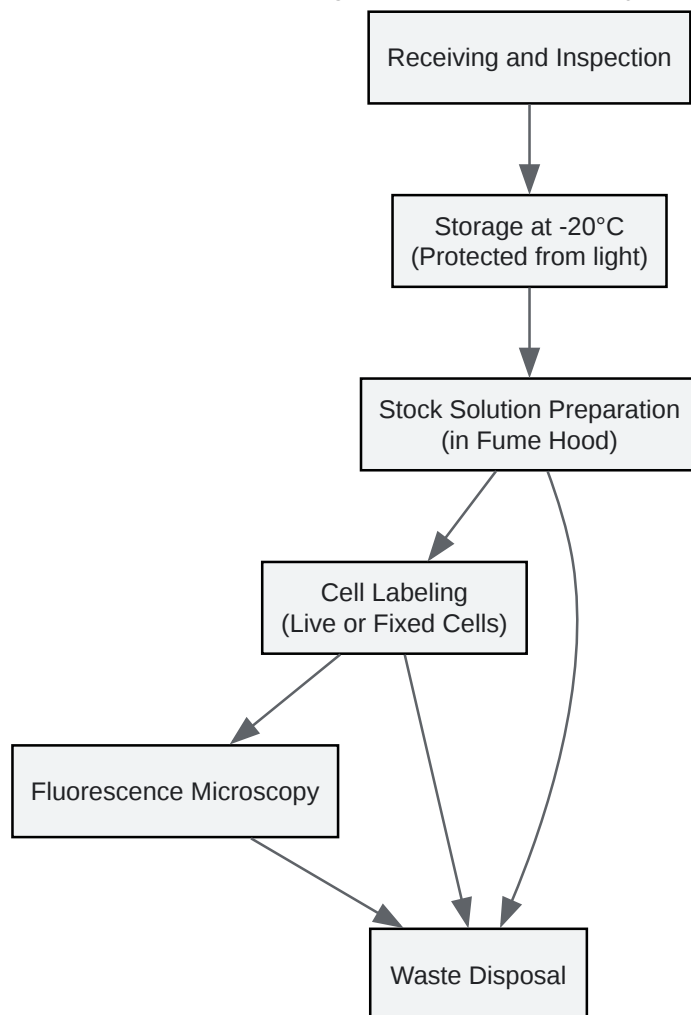 Receiving and Inspection
Storage at -20°C
(Protected from light)
Stock Solution Preparation
(in Fume Hood)
Cell Labeling
(Live or Fixed Cells)
Fluorescence Microscopy
Waste Disposal